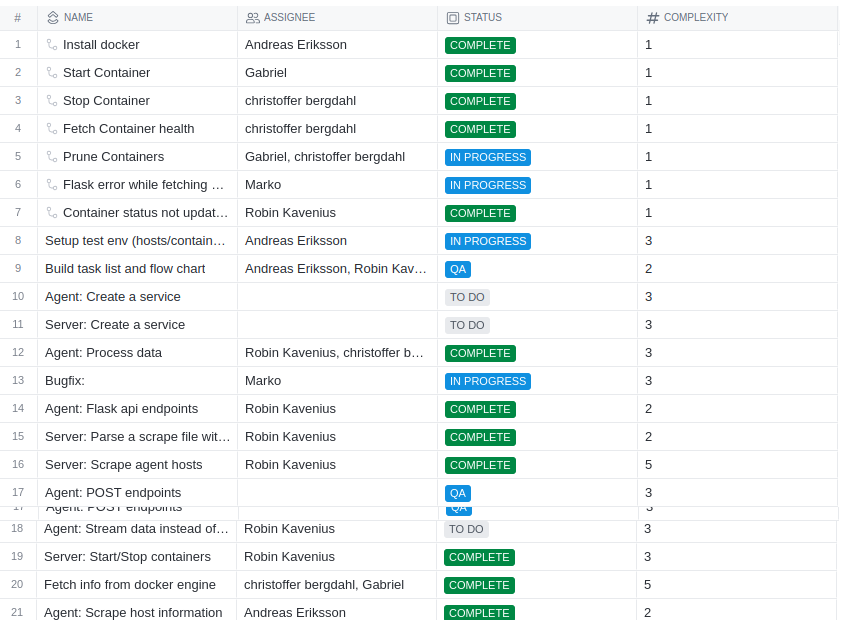 # NAME ASSIGNEE STATUS COMPLEXITY
1 Install docker Andreas Eriksson COMPLETE 1
2 Start Container Gabriel COMPLETE 1
3 Stop Container christoffer bergdahl COMPLETE 1
4 Fetch Container health christoffer bergdahl COMPLETE 1
5 Prune Containers Gabriel, christoffer bergdahl IN PROGRESS 1
6 Flask error while fetching … Marko IN PROGRESS 1
7 Container status not updat… Robin Kavenius COMPLETE 1
8 Setup test env (hosts/contain… Andreas Eriksson IN PROGRESS 3
9 Build task list and flow chart Andreas Eriksson, Robin Kav… QA 2
10 Agent: Create a service TO DO 3
11 Server: Create a service TO DO 3
12 Agent: Process data Robin Kavenius, christoffer b… COMPLETE 3
13 Bugfix: Marko IN PROGRESS 3
14 Agent: Flask api endpoints Robin Kavenius COMPLETE 2
15 Server: Parse a scrape file wit… Robin Kavenius COMPLETE 2
16 Server: Scrape agent hosts Robin Kavenius COMPLETE 5
17 Agent: POST endpoints QA 3
17 Agent: POST endpoints QA 3
18 Agent: Stream data instead of… Robin Kavenius TO DO 3
19 Server: Start/Stop containers Robin Kavenius COMPLETE 3
20 Fetch info from docker engine christoffer bergdahl, Gabriel COMPLETE 5
21 Agent: Scrape host information Andreas Eriksson COMPLETE 2